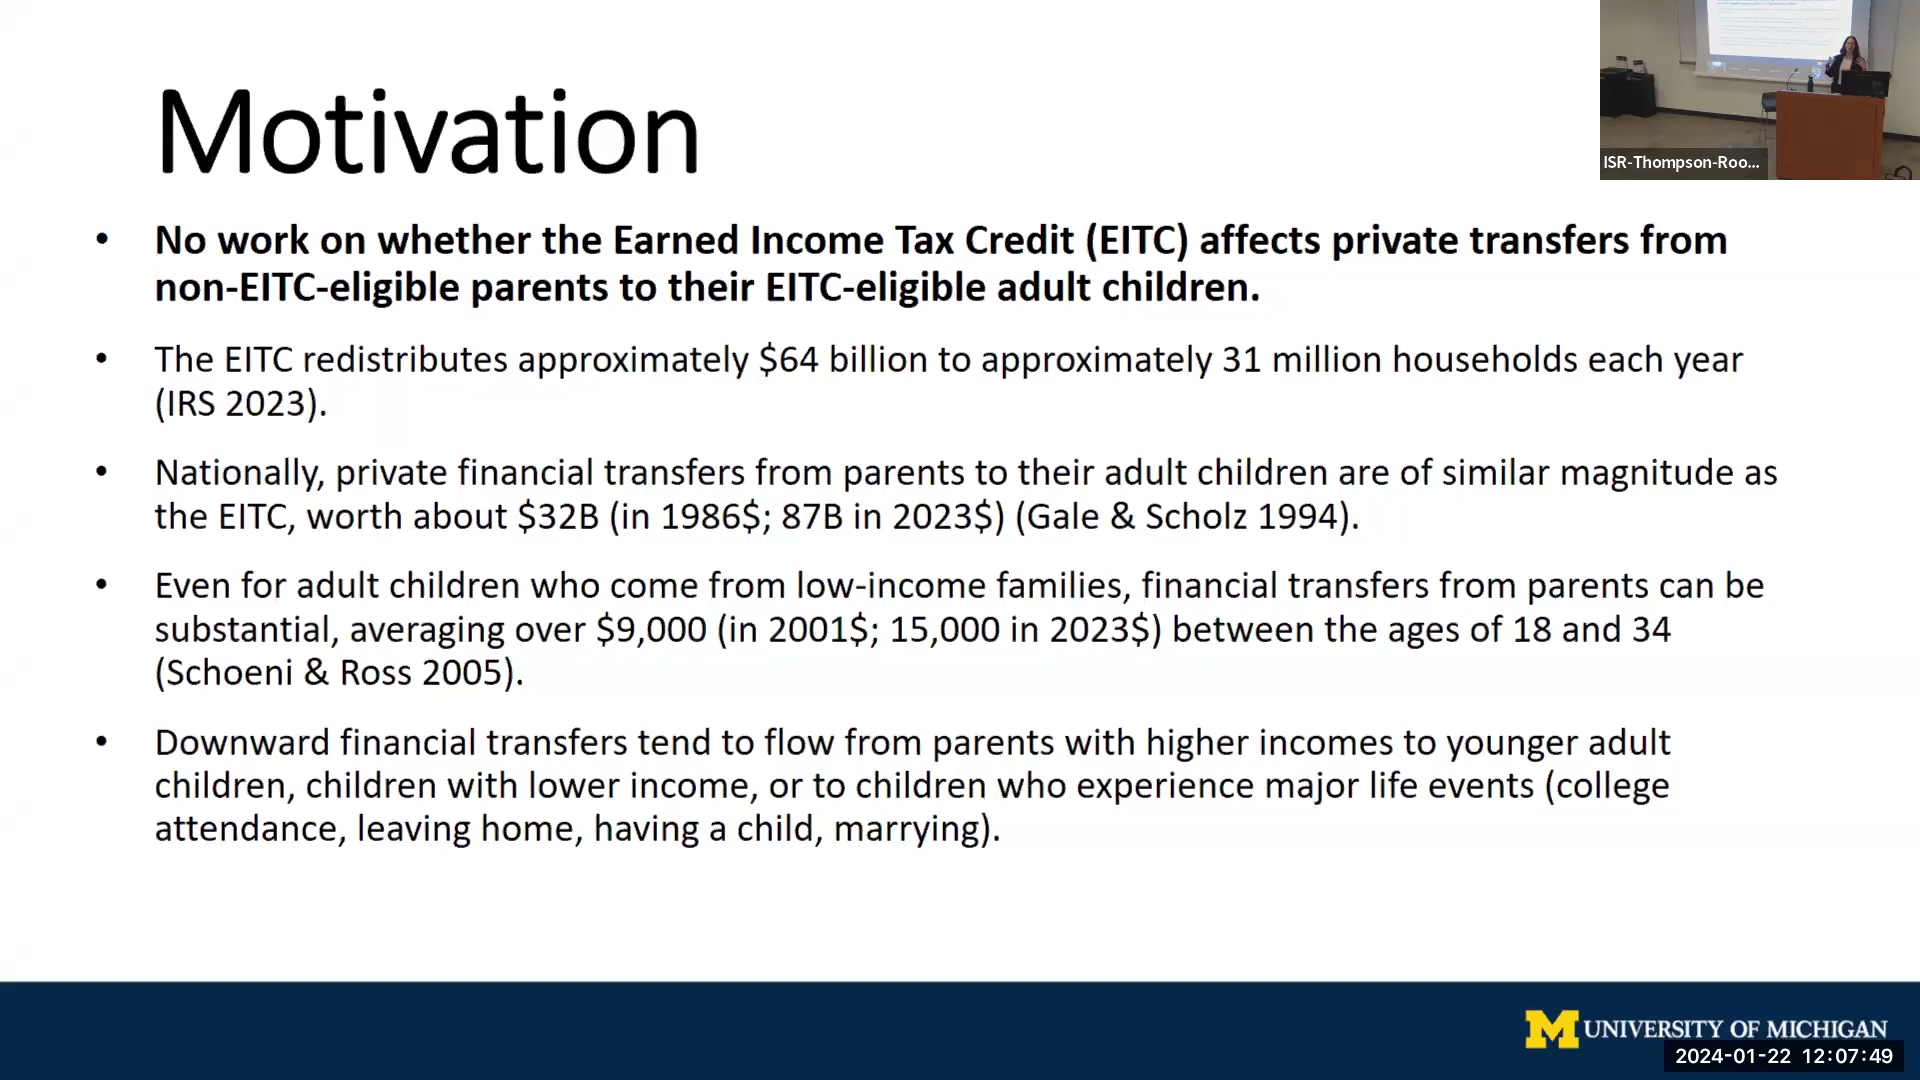 Motivation
• No work on whether the Earned Income Tax Credit (EITC) affects private transfers from
non-EITC-eligible parents to their EITC-eligible adult children.
• The EITC redistributes approximately $64 billion to approximately 31 million households each year
(IRS 2023).
• Nationally, private financial transfers from parents to their adult children are of similar magnitude as
the EITC, worth about $32B (in 1986$; 87B in 2023$) (Gale & Scholz 1994).
• Even for adult children who come from low-income families, financial transfers from parents can be
substantial, averaging over $9,000 (in 2001$; 15,000 in 2023$) between the ages of 18 and 34
(Schoeni & Ross 2005).
• Downward financial transfers tend to flow from parents with higher incomes to younger adult
children, children with lower income, or to children who experience major life events (college
attendance, leaving home, having a child, marrying).
ISR-Thompson-Roo...
M UNIVERSITY OF MICHIGAN
2024-01-22 12:07:49